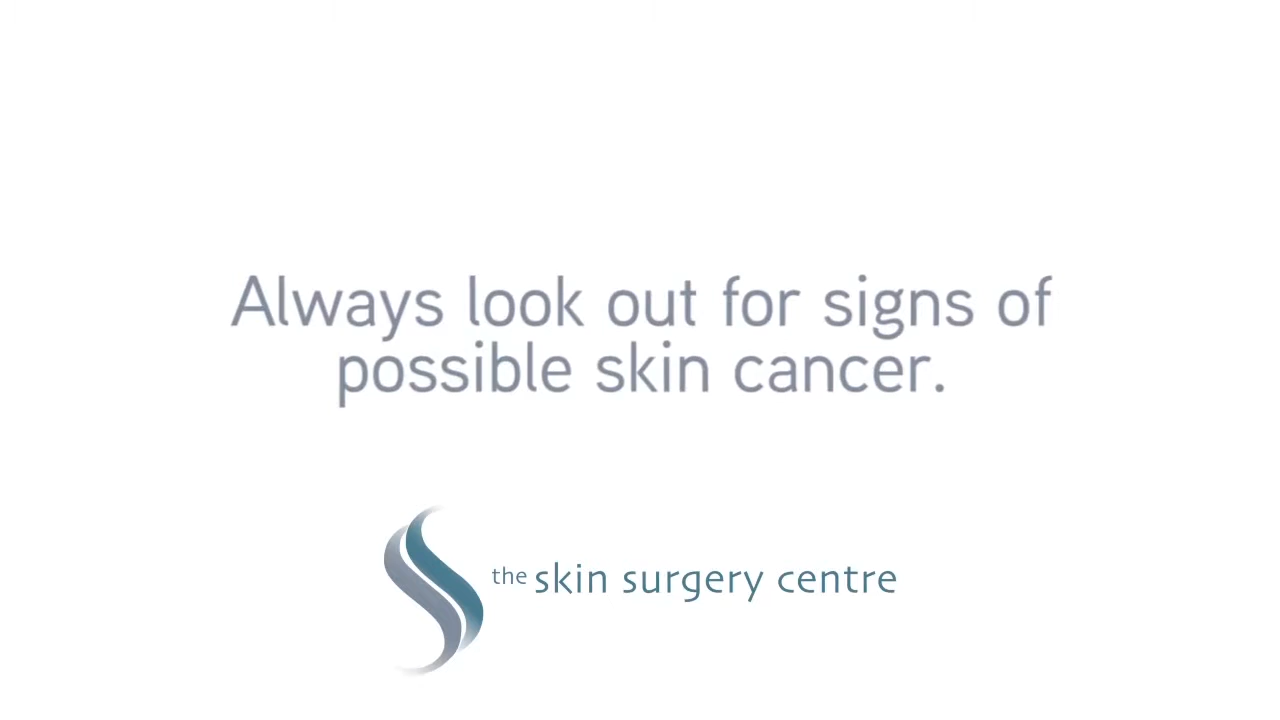 Always look out for signs of
possible skin cancer.
the skin surgery centre